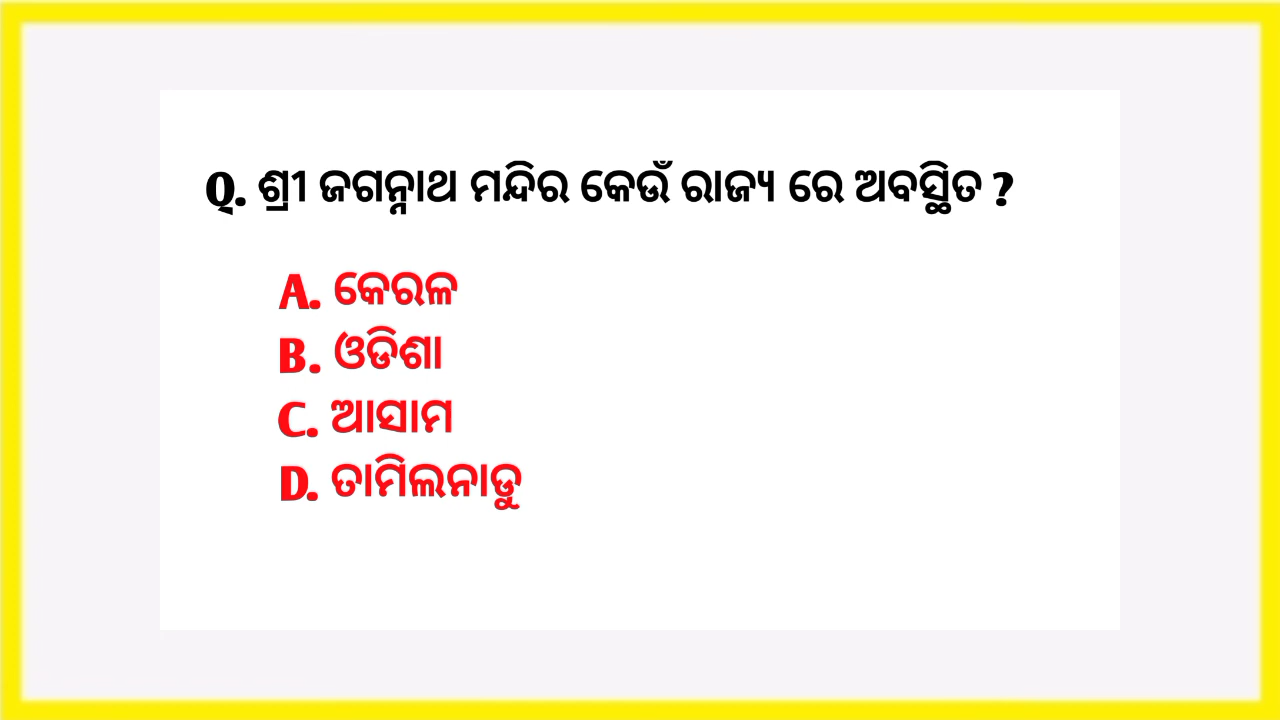 Q. ଶ୍ରୀ ଜଗନ୍ନାଥ ମନ୍ଦିର କେଉଁ ରାଜ୍ୟ ରେ ଅବସ୍ଥିତ ?
A. କେରଳ
B. ଓଡିଶା
C. ଆସାମ
D. ତାମିଲନାଡୁ